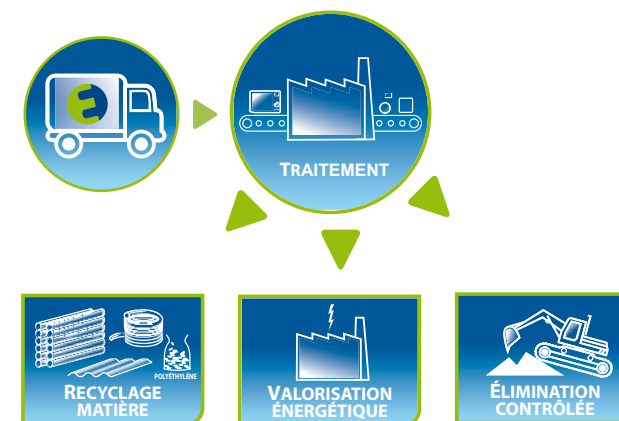 TRAITEMENT
POLYÉTHYLÈNE
RECYCLAGE
MATIÈRE
VALORISATION
ÉNERGÉTIQUE
ÉLIMINATION
CONTRÔLÉE